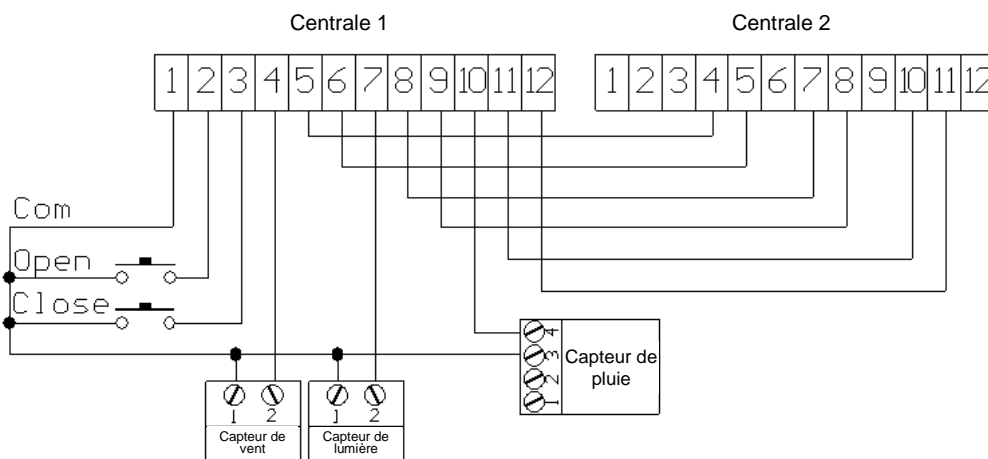 Centrale 1
Centrale 2
1 2 3 4 5 6 7 8 9 10 11 12
1 2 3 4 5 6 7 8 9 10 11 12
Com
Open
Close
4
3
2
1
Capteur de
pluie
1 2
Capteur de
vent
1 2
Capteur de
lumière